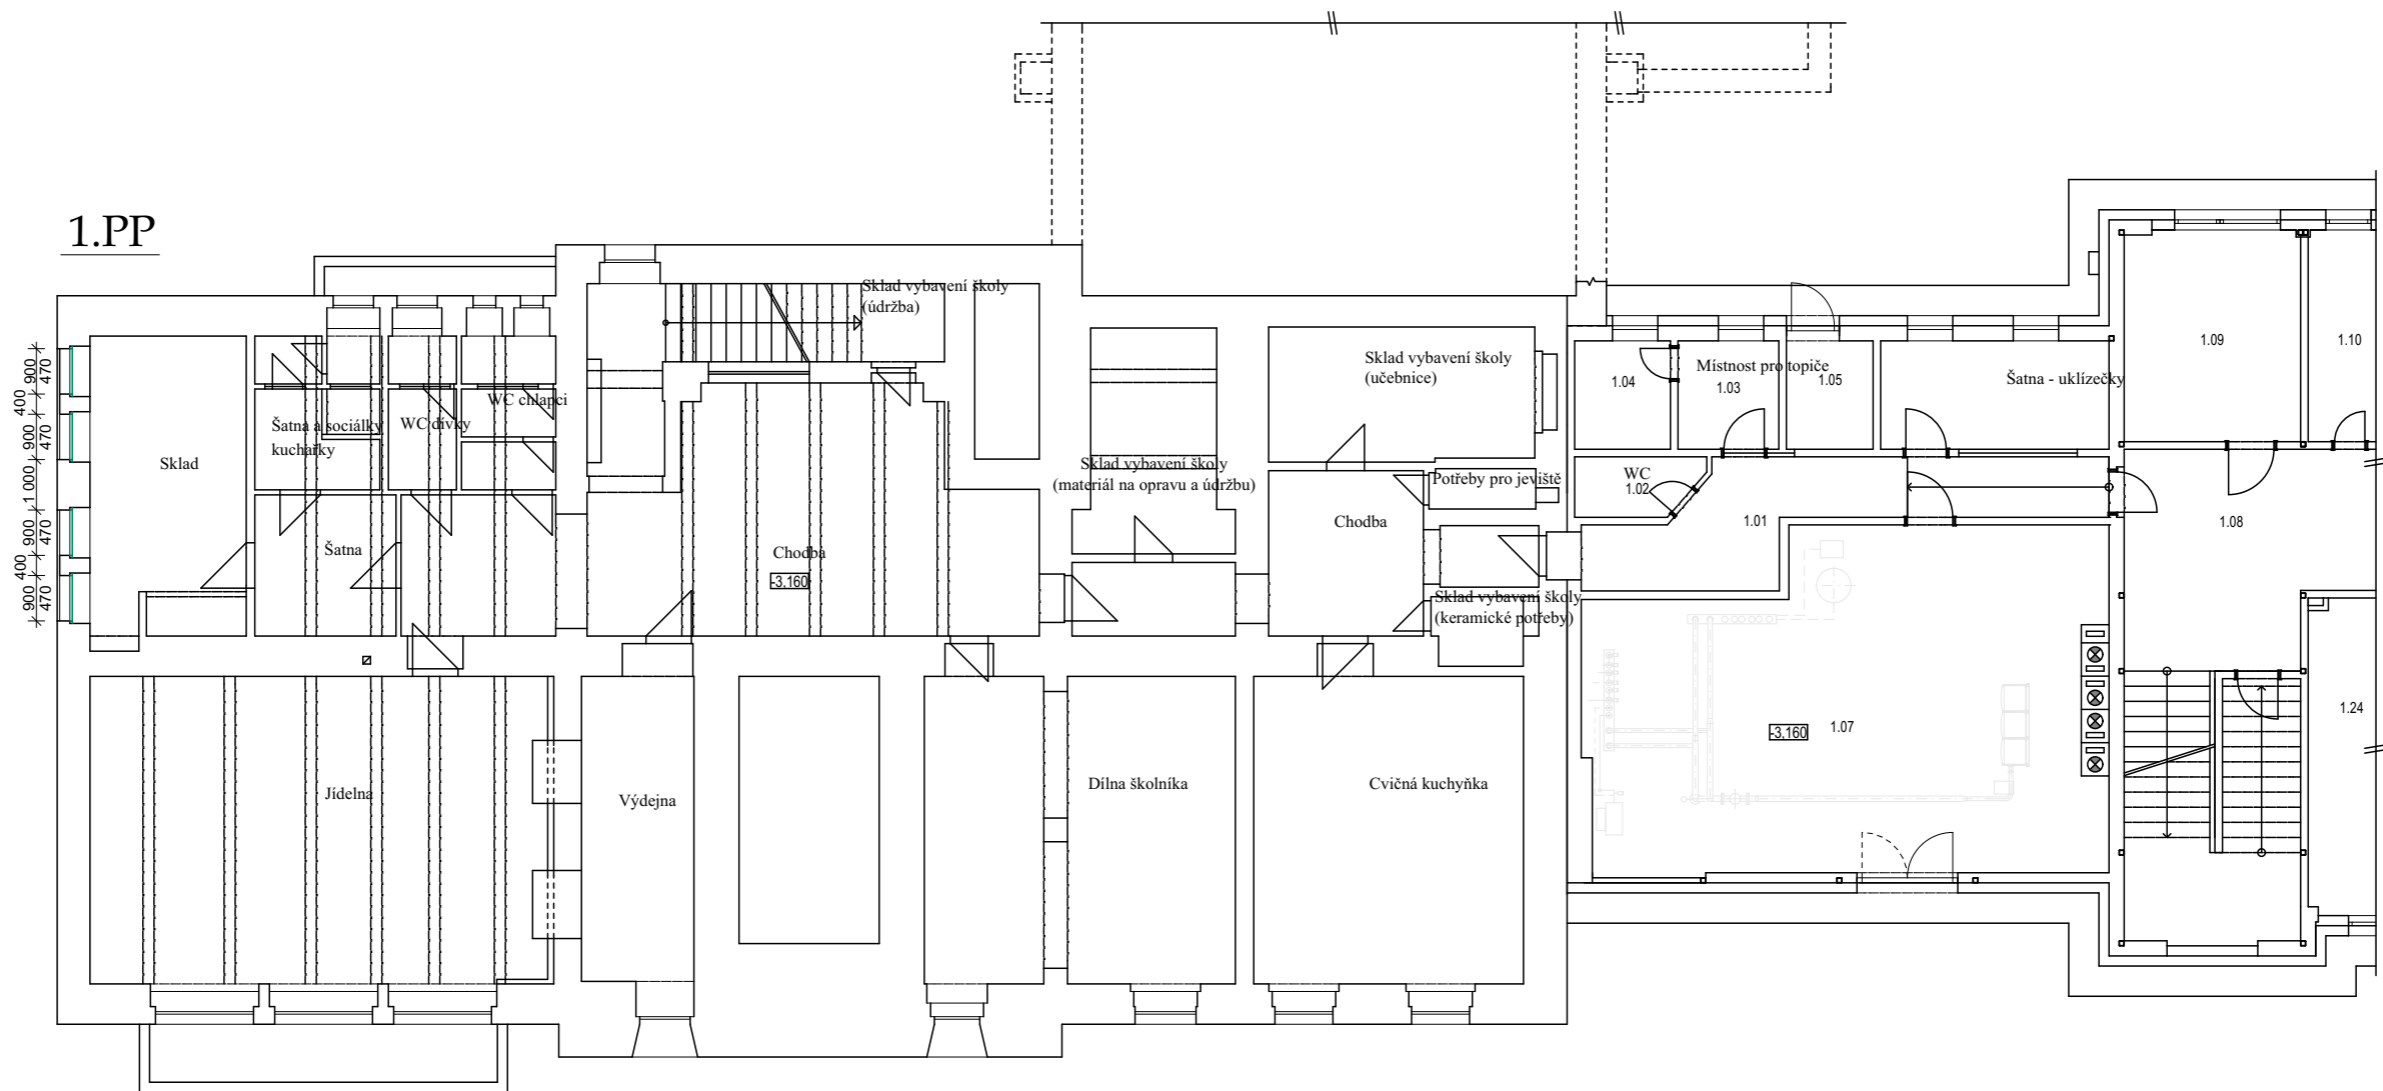 1.PP
Sklad vybavení školy
(údržba)
Sklad vybavení školy
(učebnice)
Místnost pro topiče
1.04
1.03
1.05
Šatna - uklízečky
1.09
1.10
WC chlapci
Šatna a sociálky
kuchařky
WC dívky
Sklad
Sklad vybavení školy
(materiál na opravu a údržbu)
Potřeby pro jeviště
WC
1.02
Chodba
1.01
1.08
Šatna
Chodba
-3,160
Sklad vybavení školy
(keramické potřeby)
900
470
400
900
470
1 000
900
470
400
900
470
1.24
-3,160
1.07
Jídelna
Výdejna
Dílna školníka
Cvičná kuchyňka